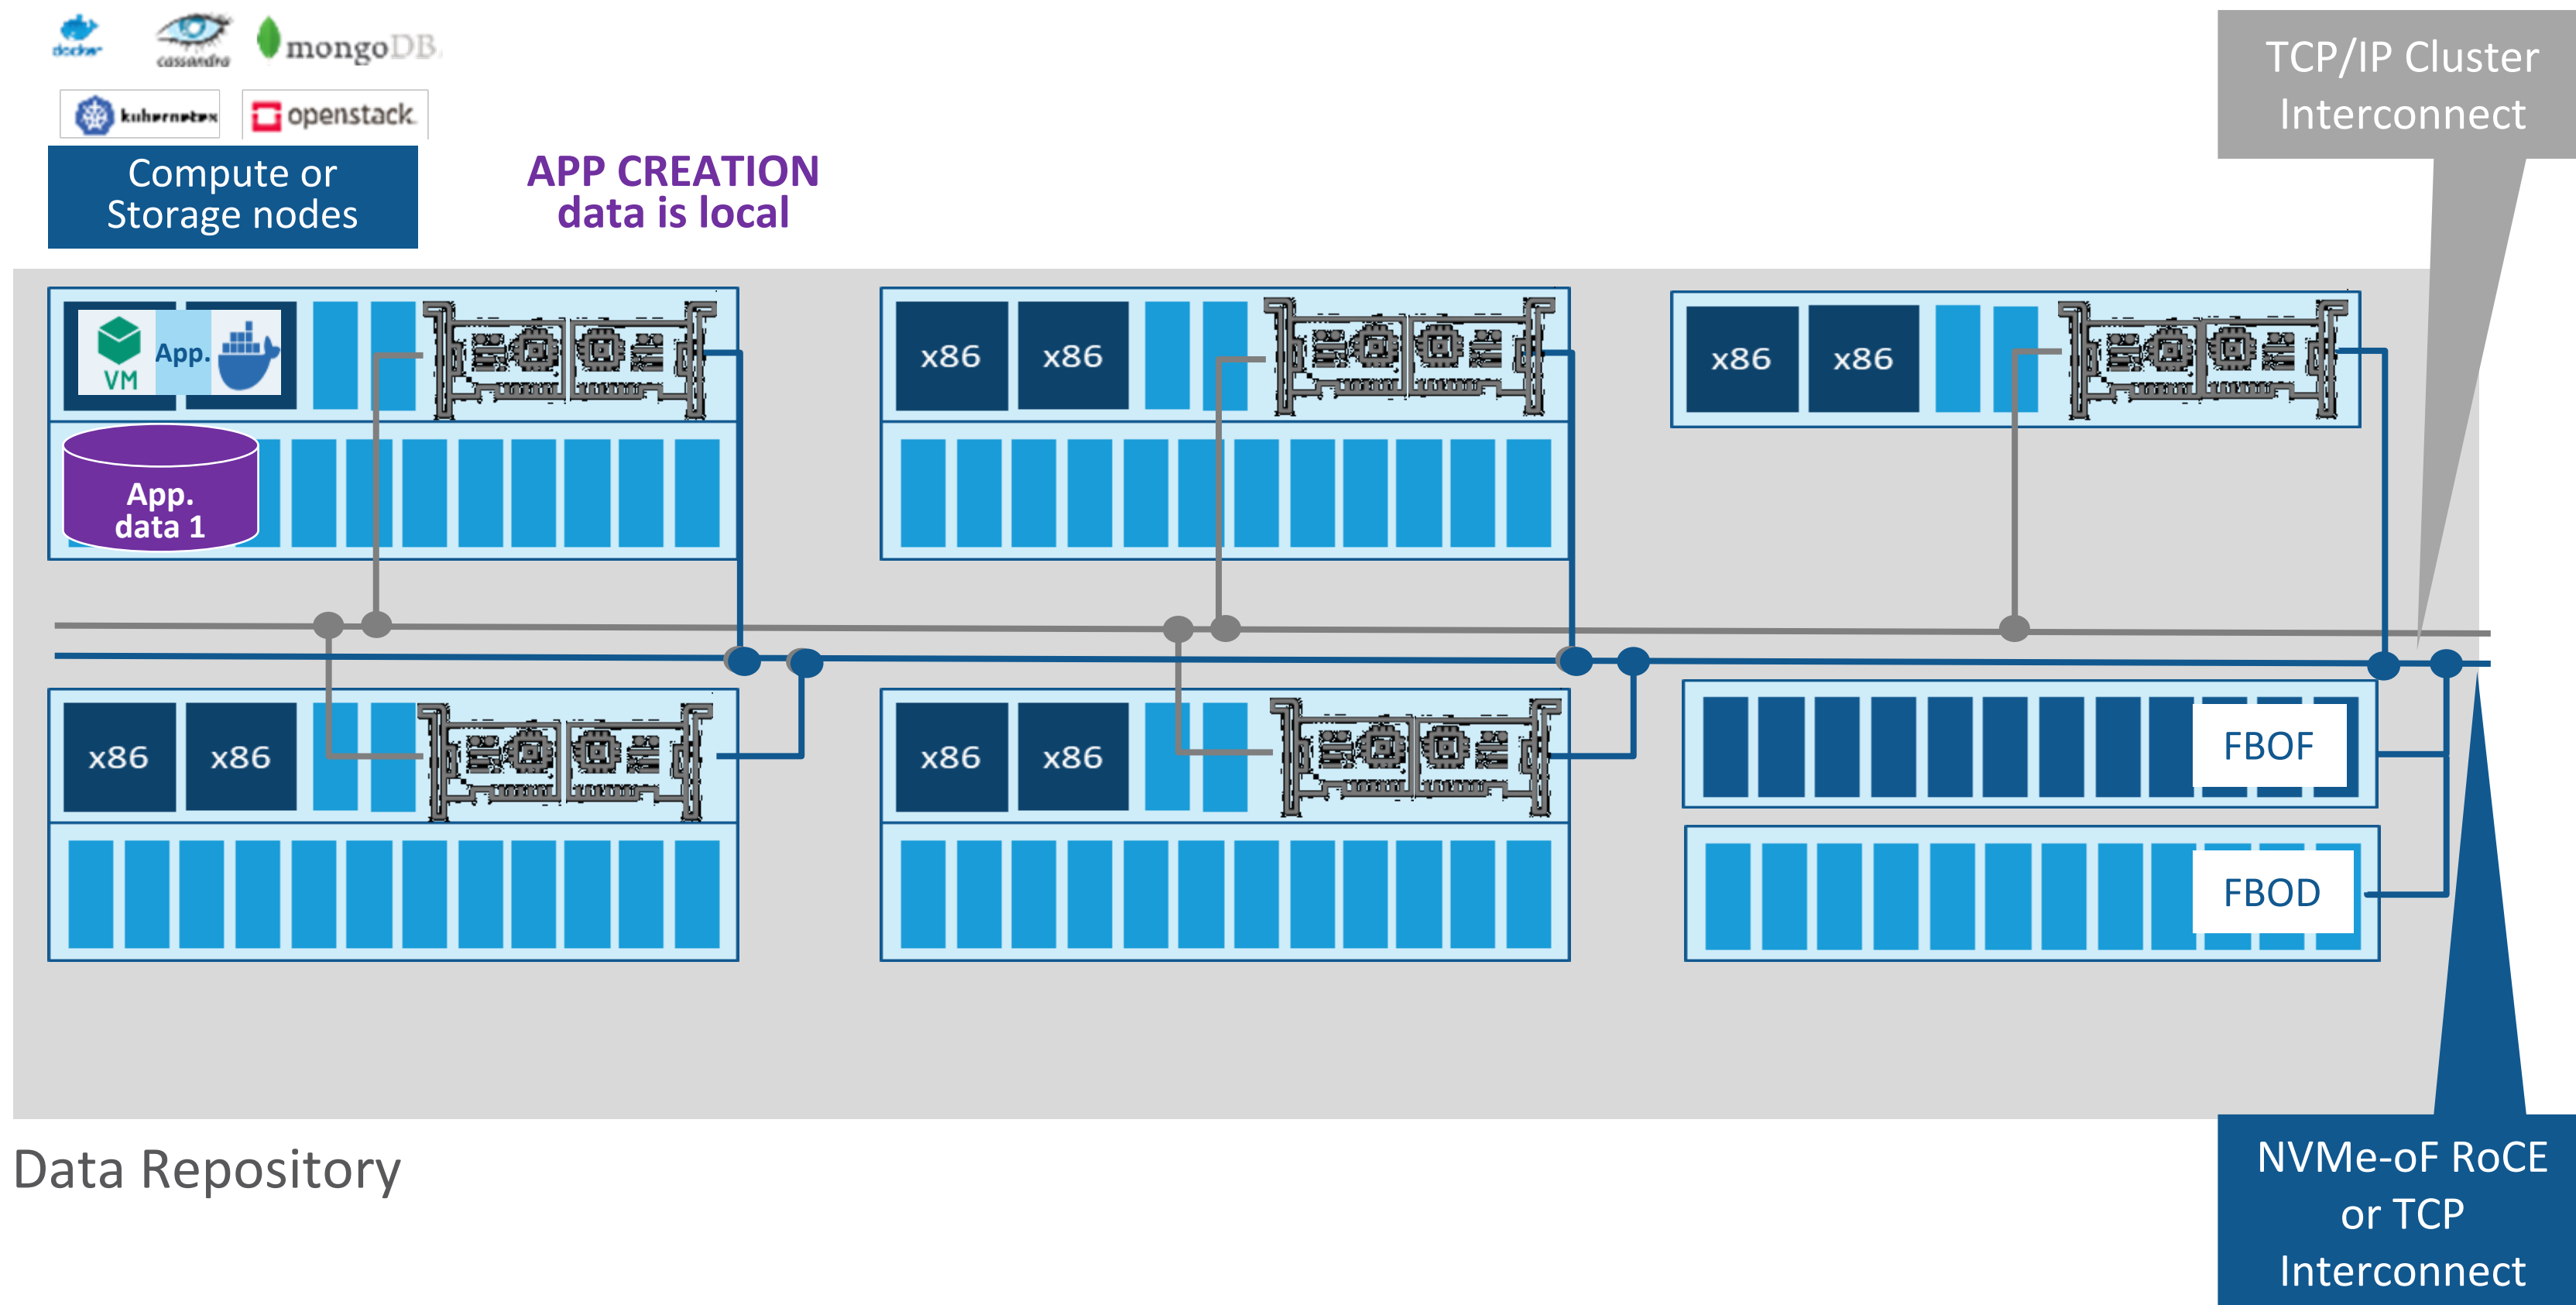 docker
cassandra
mongoDB
kubernetes
openstack.
Compute or
Storage nodes
APP CREATION
data is local
TCP/IP Cluster
Interconnect
VM
App.
x86
x86
x86
x86
App.
data 1
x86
x86
x86
x86
FBOF
FBOD
Data Repository
NVMe-oF RoCE
or TCP
Interconnect